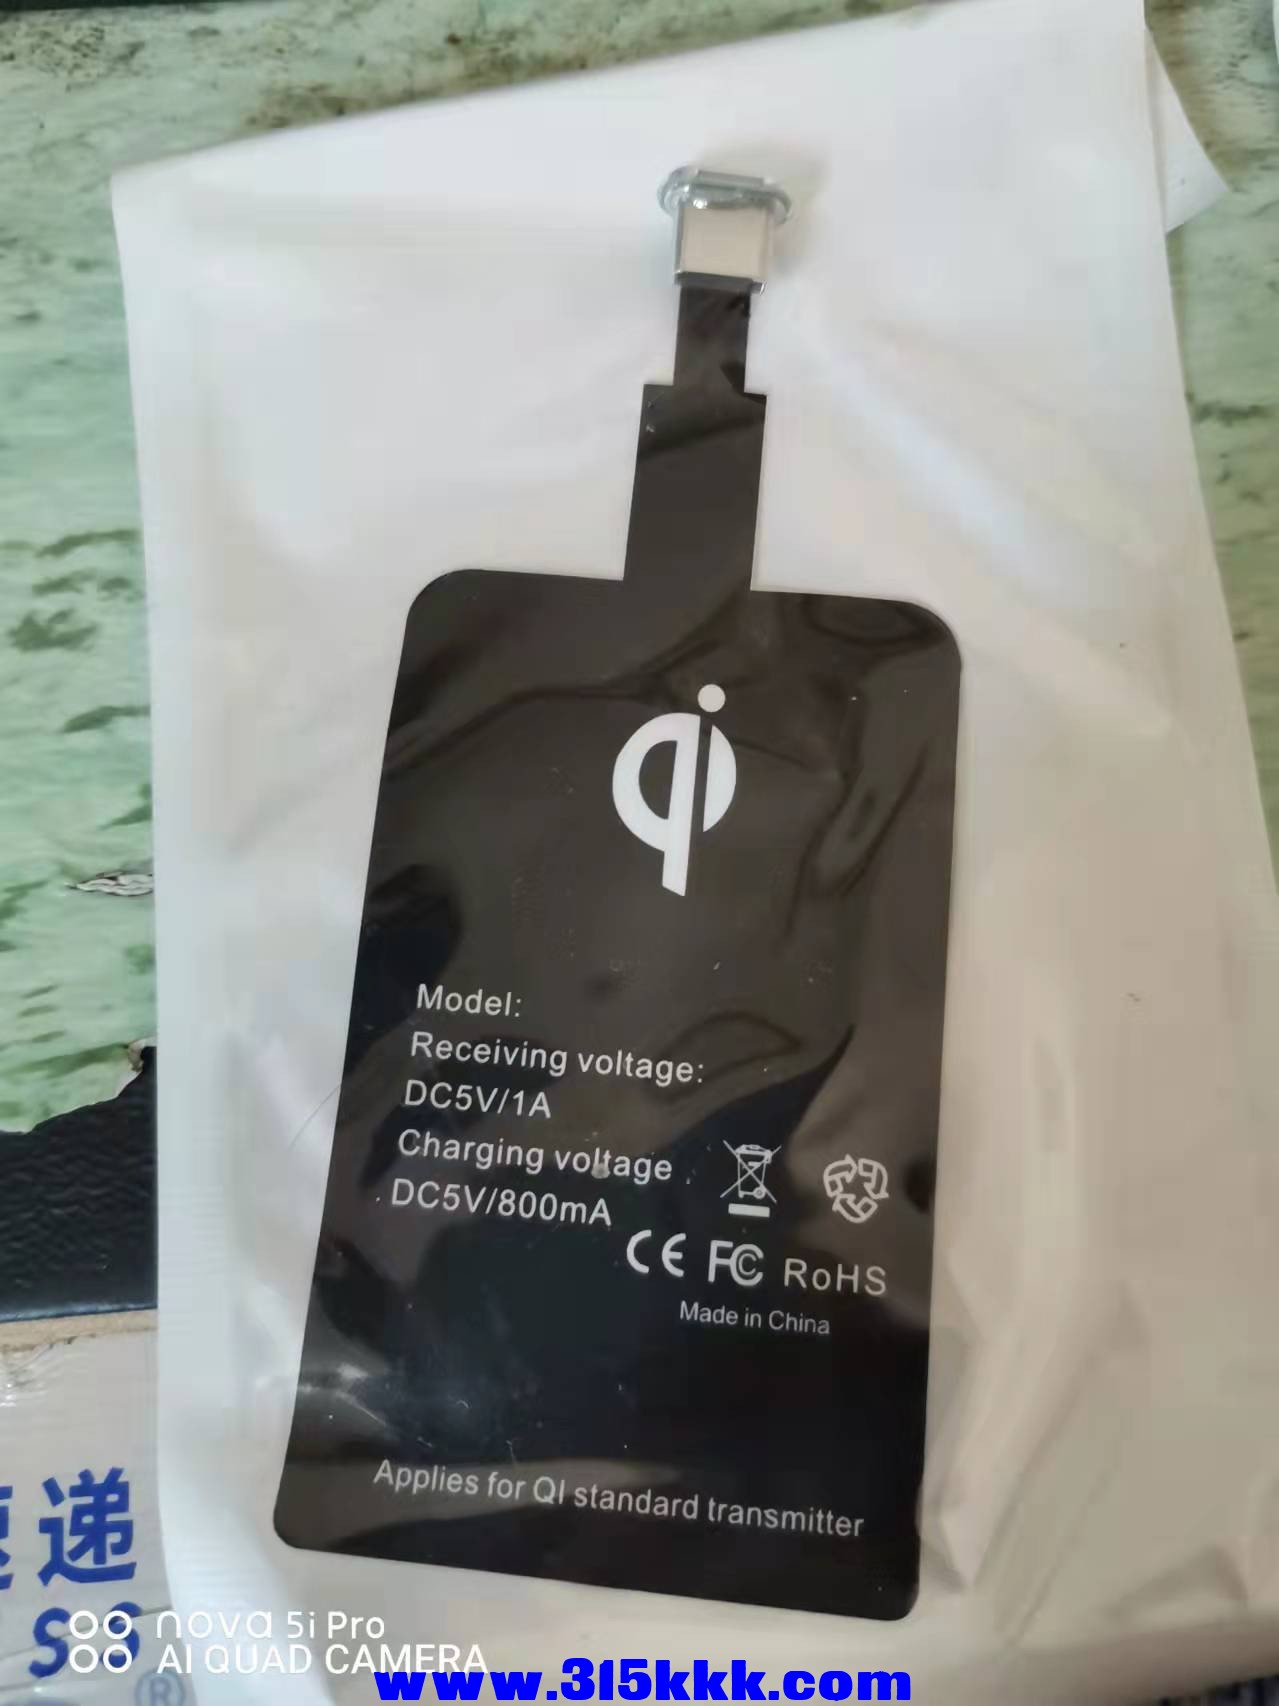 qi
Model:
Receiving voltage:
DC5V/1A
Charging voltage
DC5V/800mA
CE FC RoHS
Made in China
Applies for QI standard transmitter
速递
nova 5i Pro
AI QUAD CAMERA
®
www.315kkk.com